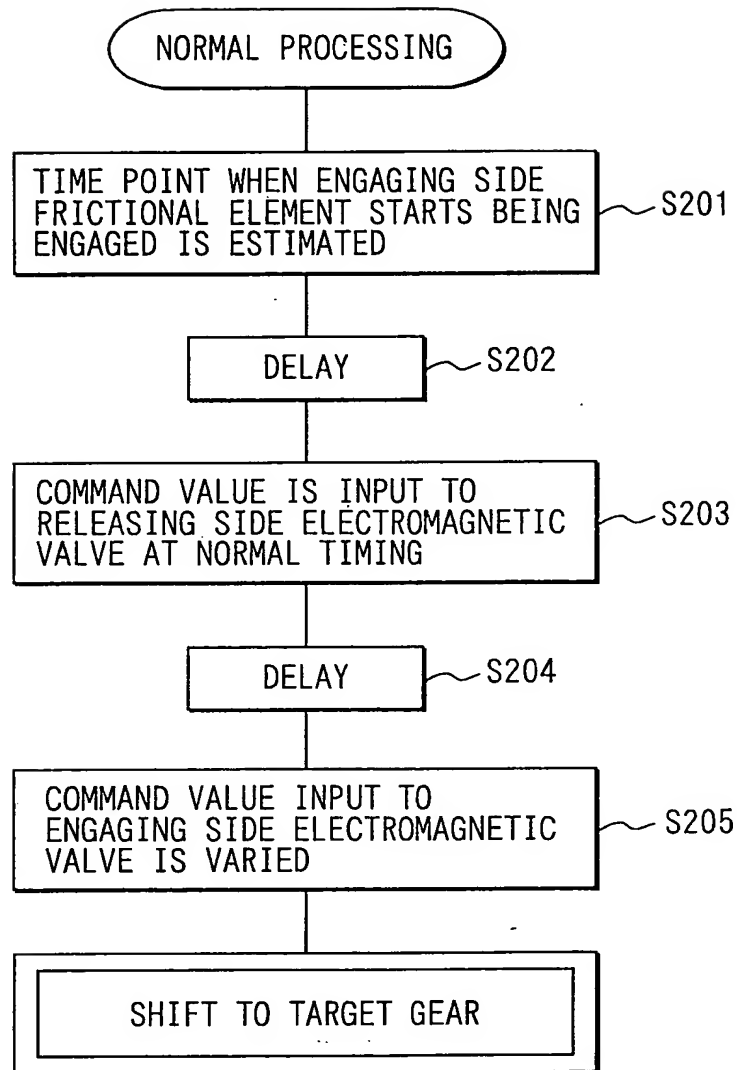 NORMAL PROCESSING
TIME POINT WHEN ENGAGING SIDE
FRICTIONAL ELEMENT STARTS BEING
ENGAGED IS ESTIMATED
S201
DELAY
S202
COMMAND VALUE IS INPUT TO
RELEASING SIDE ELECTROMAGNETIC
VALVE AT NORMAL TIMING
S203
DELAY
S204
COMMAND VALUE INPUT TO
ENGAGING SIDE ELECTROMAGNETIC
VALVE IS VARIED
S205
SHIFT TO TARGET GEAR